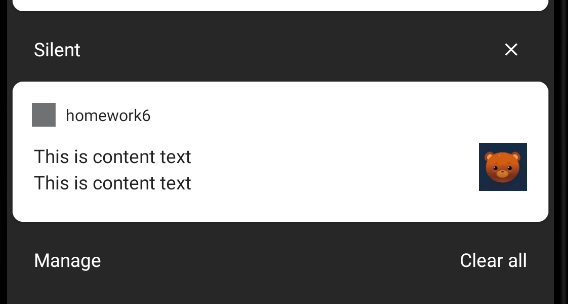 Silent
homework6
This is content text
This is content text
Manage
Clear all